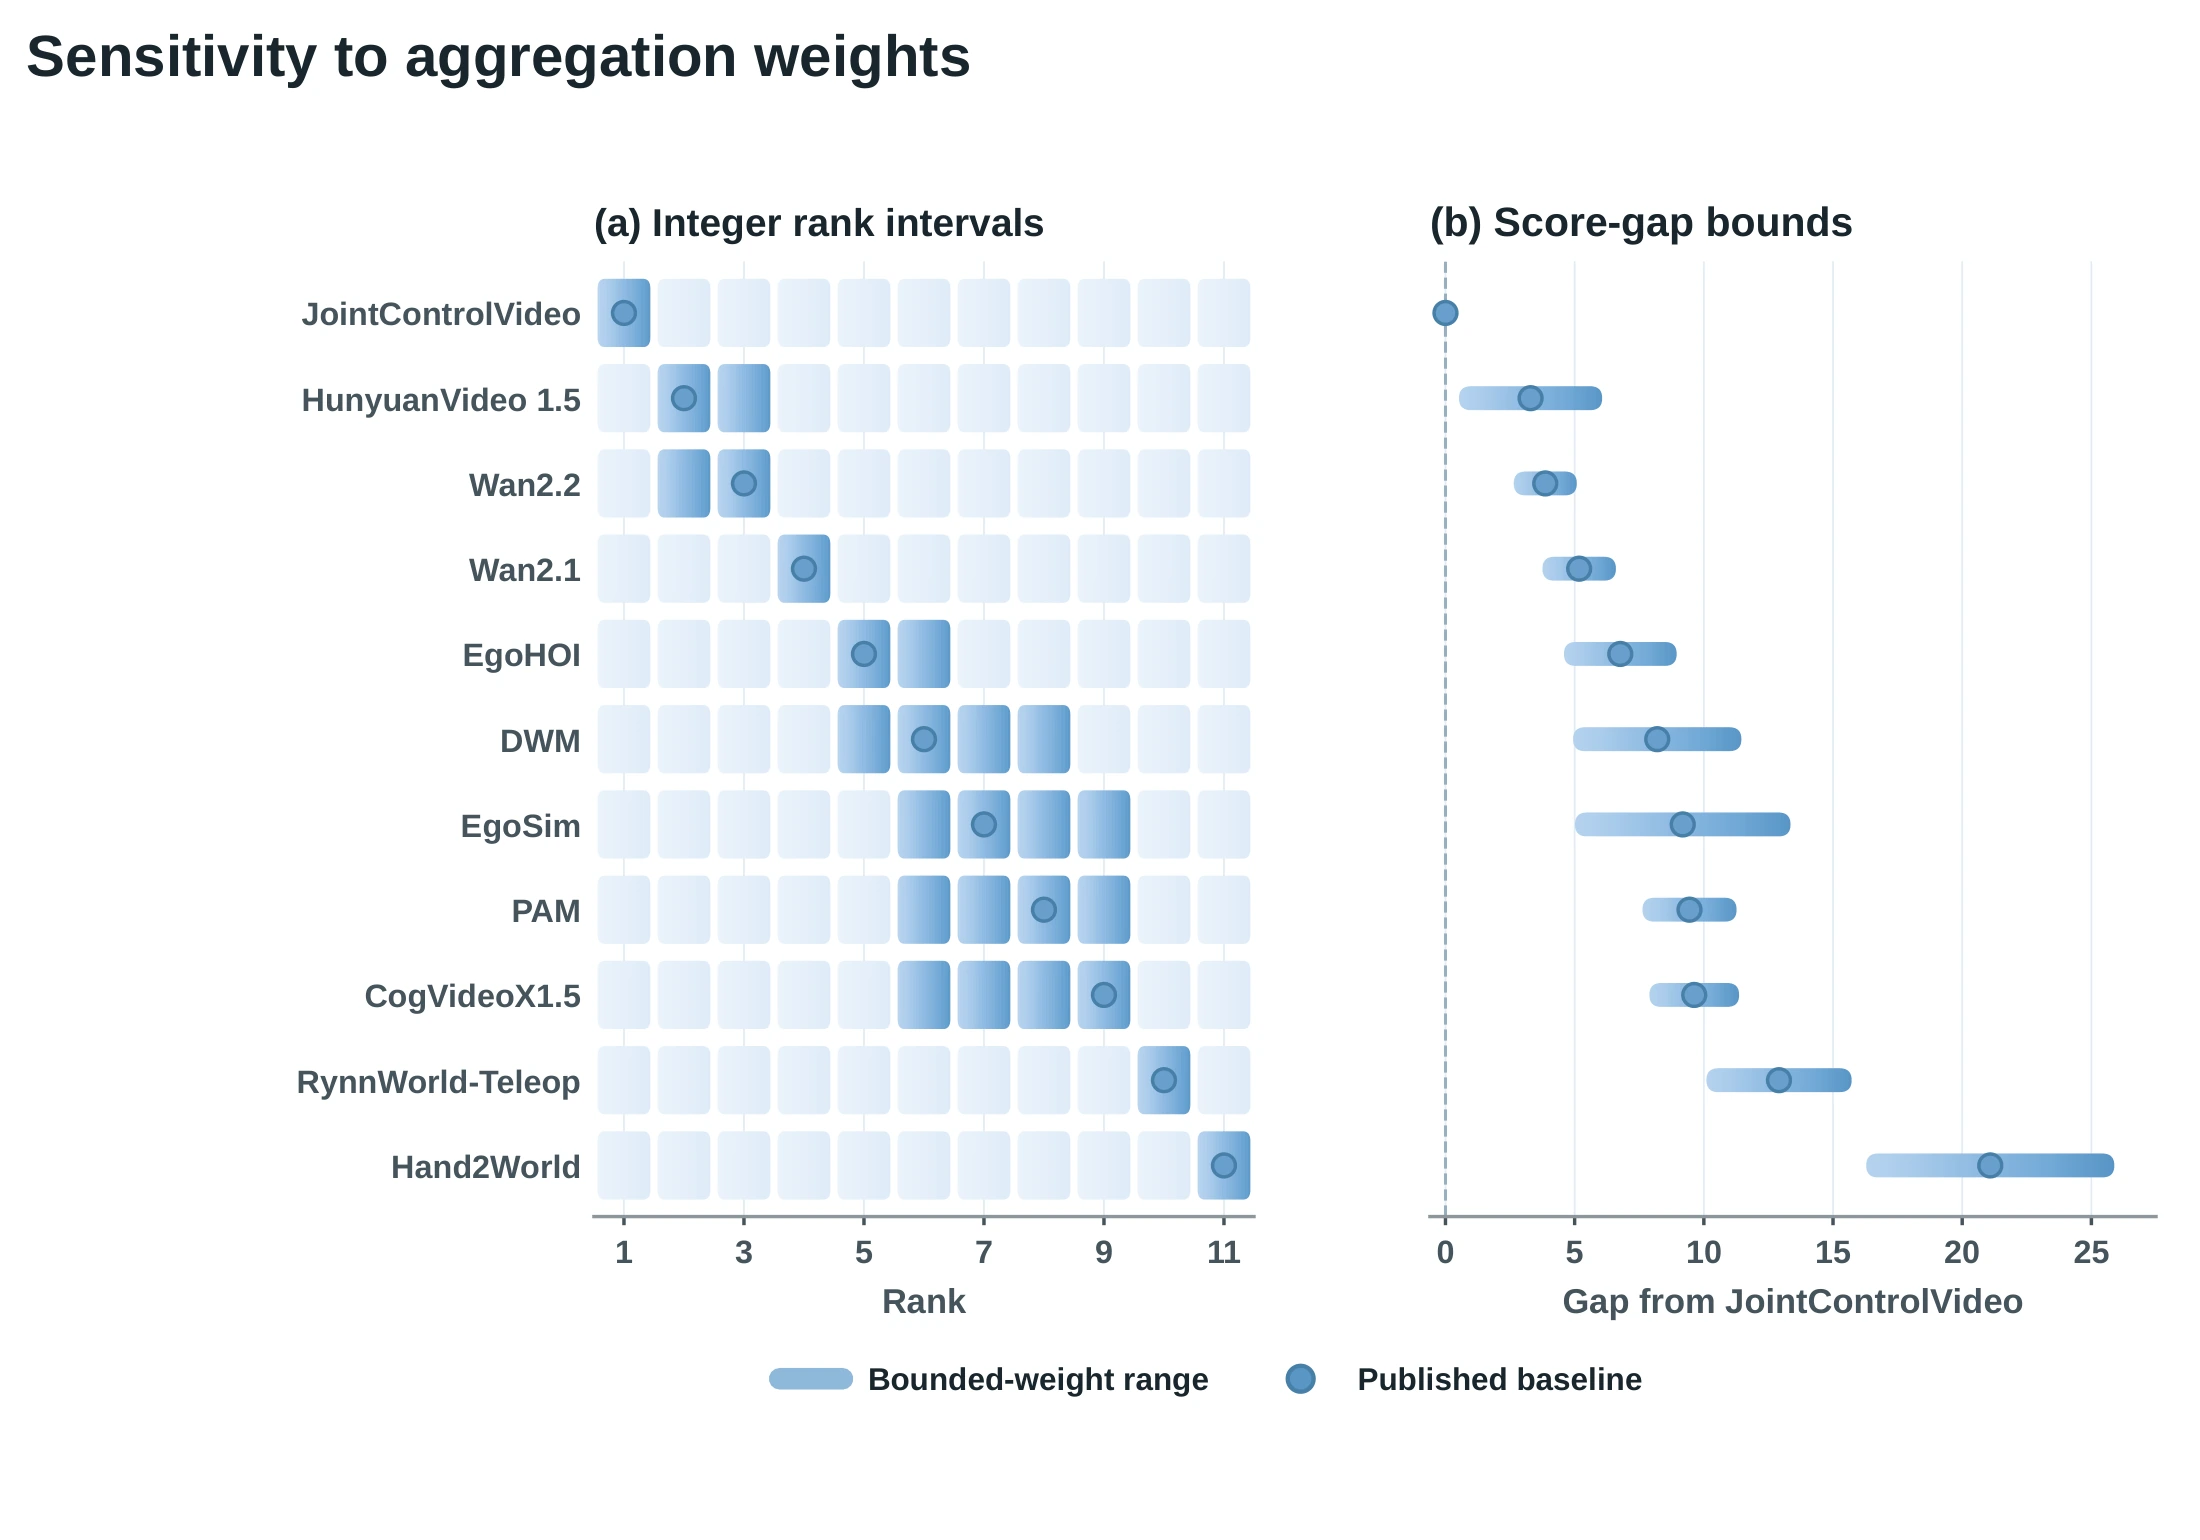 Sensitivity to aggregation weights
(a) Integer rank intervals
(b) Score-gap bounds
JointControlVideo
HunyuanVideo 1.5
Wan2.2
Wan2.1
EgoHOI
DWM
EgoSim
PAM
CogVideoX1.5
RynnWorld-Teleop
Hand2World
1 3 5 7 9 11
Rank
0 5 10 15 20 25
Gap from JointControlVideo
Bounded-weight range
Published baseline